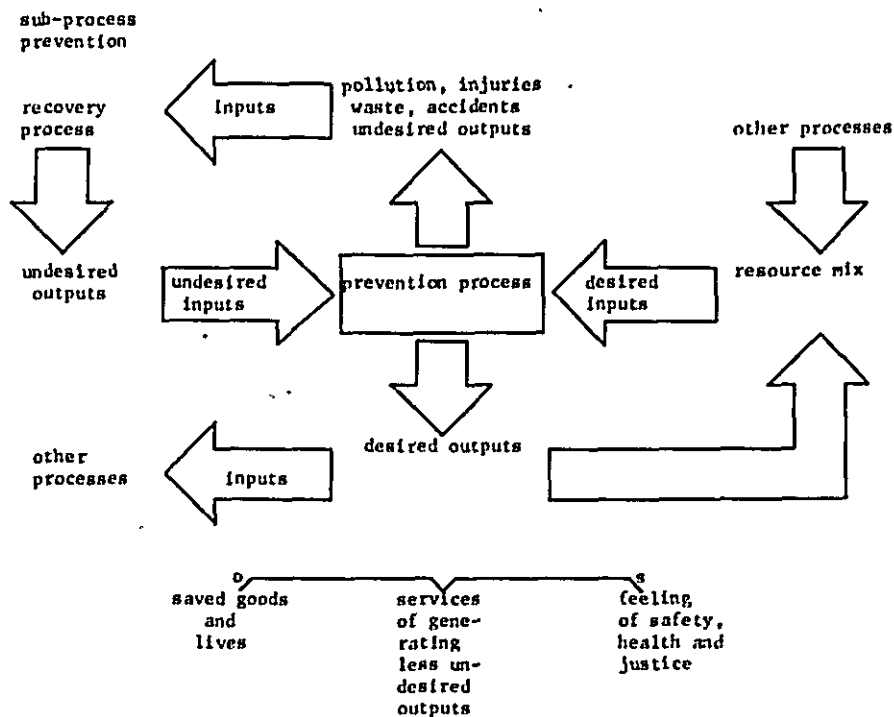 sub-process
prevention
pollution, injuries
waste, accidents
undesired outputs
Inputs
recovery
process
other processes
undesired
outputs
undesired
inputs
prevention process
desired
inputs
resource mix
desired outputs
other
processes
inputs
o
s
saved goods
and
lives
services
of gene-
rating
less un-
desired
outputs
feeling
of safety,
health and
justice